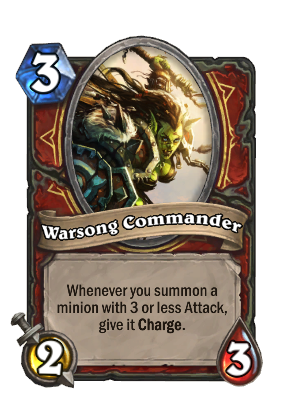 3
Warsong Commander
Whenever you summon a
minion with 3 or less Attack,
give it Charge.
2
3